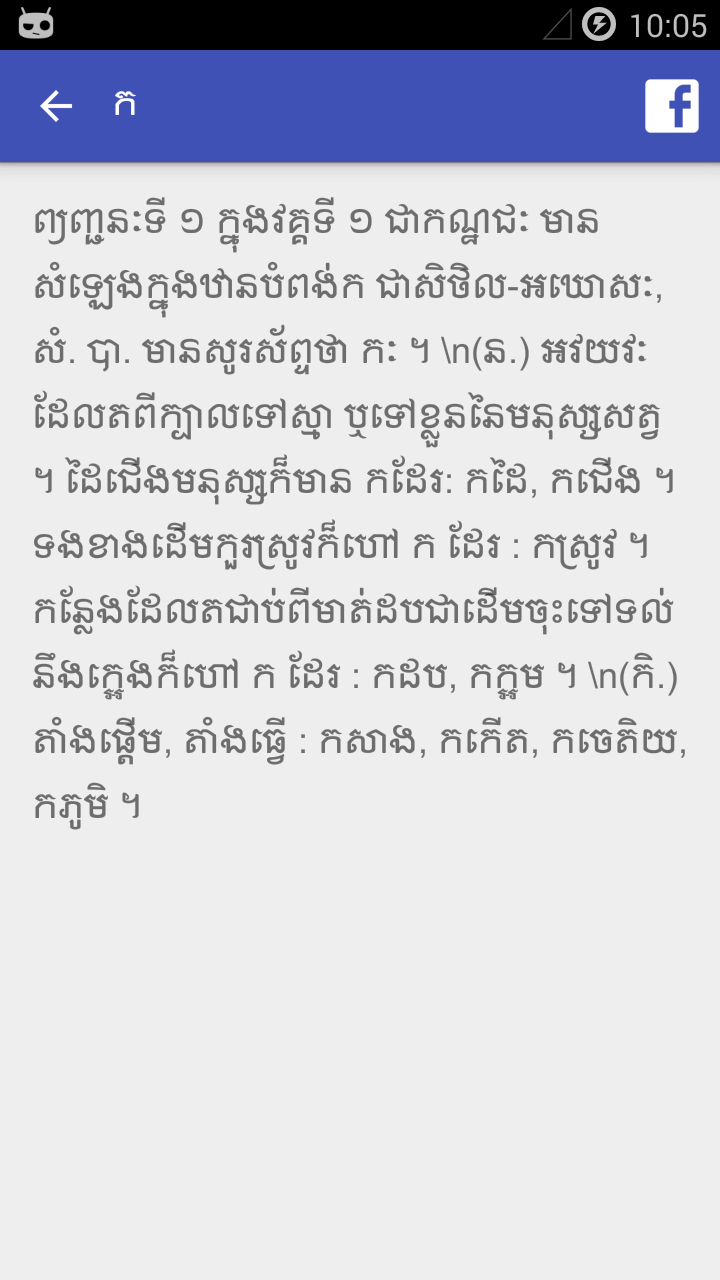 10:05
ក
ព្យញ្ជនៈទី ១ ក្នុងវគ្គទី ១ ជាកណ្ឋជៈ មាន
សំឡេងក្នុងឋានបំពង់ក ជាសិថិល-អឃោសៈ,
សំ. បា. មានសូរស័ព្ទថា កៈ ។ \n(ន.) អវយវៈ
ដែលតពីក្បាលទៅស្មា ឬទៅខ្លួននៃមនុស្សសត្វ
។ ដៃជើងមនុស្សក៏មាន កដែរ: កដៃ, កជើង ។
ទងខាងដើមកួរស្រូវក៏ហៅ ក ដែរ : កស្រូវ ។
កន្លែងដែលតជាប់ពីមាត់ដបជាដើមចុះទៅទល់
នឹងក្អេងក៏ហៅ ក ដែរ : កដប, កក្អម ។ \n(កិ.)
តាំងផ្ដើម, តាំងធ្វើ : កសាង, កកើត, កចេតិយ,
កភូមិ ។